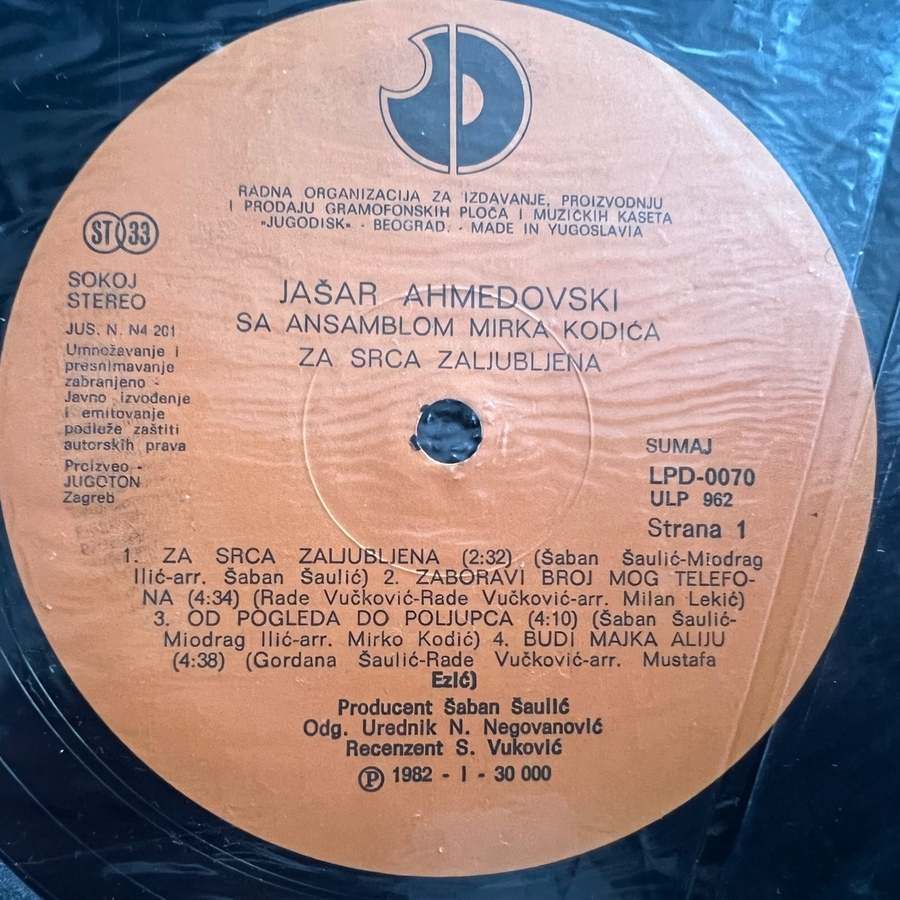 RADNA ORGANIZACIJA ZA IZDAVANJE, PROIZVODNJU
I PRODAJU GRAMOFONSKIH PLOČA I MUZIČKIH KASETA
»JUGODISK« - BEOGRAD. - MADE IN YUGOSLAVIA
ST 33
SOKOJ
STEREO
JUS. N. N4 201
Umnožavanje i
presnimavanje
zabranjeno -
Javno izvođenje
i emitovanje
podleže zaštiti
autorskih prava
Proizveo -
JUGOTON
Zagreb
JAŠAR AHMEDOVSKI
SA ANSAMBLOM MIRKA KODIĆA
ZA SRCA ZALJUBLJENA
SUMAJ
LPD-0070
ULP 962
Strana 1
1. ZA SRCA ZALJUBLJENA (2:32) (Šaban Šaulić-Miodrag
Ilić-arr. Šaban Šaulić) 2. ZABORAVI BROJ MOG TELEFO-
NA (4:34) (Rade Vučković-Rade Vučković-arr. Milan Lekić)
3. OD POGLEDA DO POLJUPCA (4:10) (Šaban Šaulić-
Miodrag Ilić-arr. Mirko Kodić) 4. BUDI MAJKA ALIJU
(4:38) (Gordana Šaulić-Rade Vučković-arr. Mustafa
Ezić)
Producent Šaban Šaulić
Odg. Urednik N. Negovanović
Recenzent S. Vuković
Ⓟ 1982 - I - 30 000